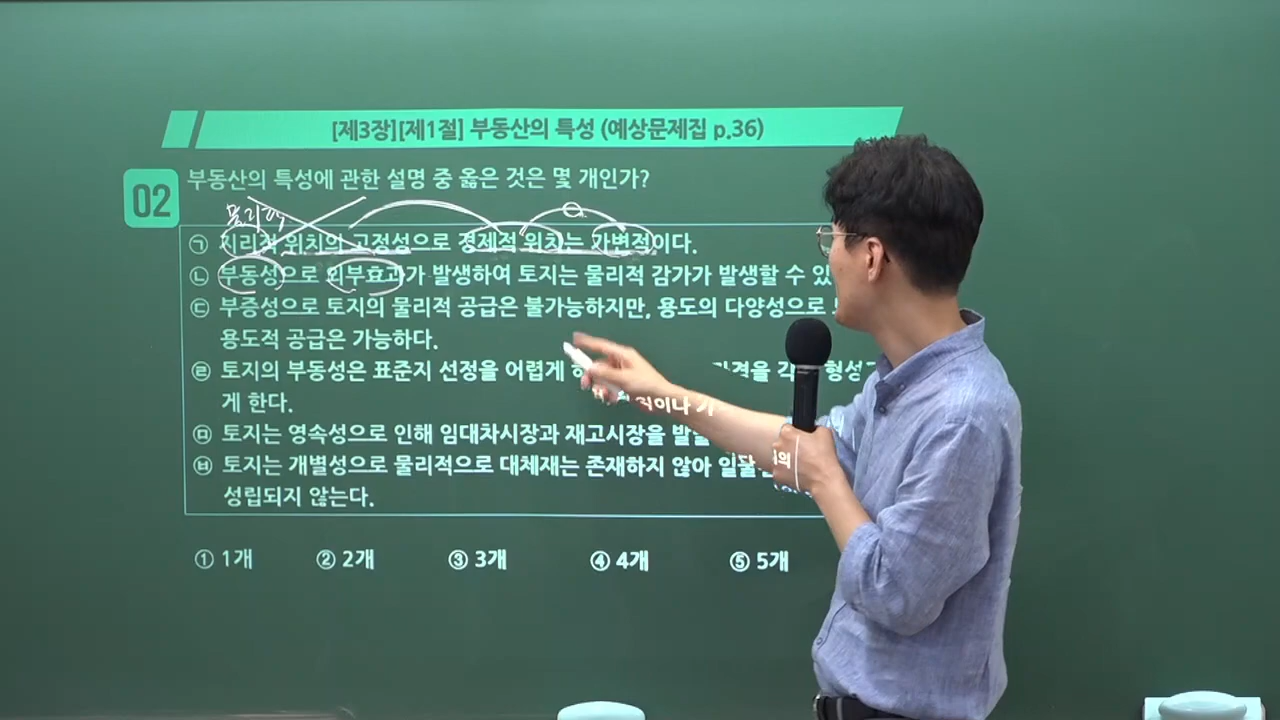 [제3장][제1절] 부동산의 특성 (예상문제집 p.36)
02 부동산의 특성에 관한 설명 중 옳은 것은 몇 개인가?
물리적
㉠ 지리적 위치의 고정성으로 경제적 위치는 가변적이다.
㉡ 부동성으로 외부효과가 발생하여 토지는 물리적 감가가 발생할 수 있
㉢ 부증성으로 토지의 물리적 공급은 불가능하지만, 용도의 다양성으로
용도적 공급은 가능하다.
㉣ 토지의 부동성은 표준지 선정을 어렵게
게 한다.
㉤ 토지는 영속성으로 인해 임대차시장과 재고시장을
㉥ 토지는 개별성으로 물리적으로 대체재는 존재하지 않아
성립되지 않는다.
① 1개 ② 2개 ③ 3개 ④ 4개 ⑤ 5개